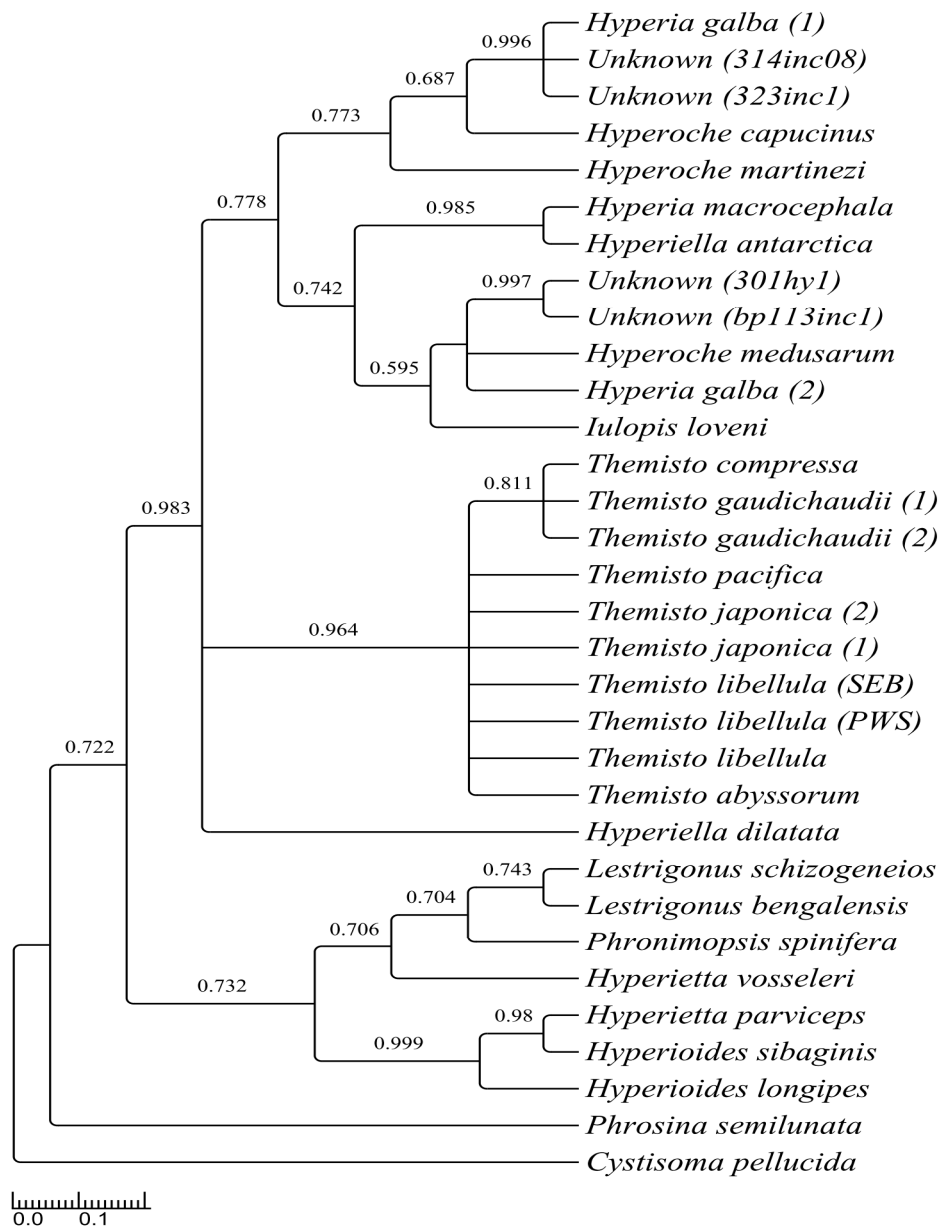 Hyperia galba (1)
0.996
Unknown (314inc08)
0.687
Unknown (323inc1)
0.773
Hyperoche capucinus
Hyperoche martinezi
0.778
0.985
Hyperia macrocephala
Hyperiella antarctica
0.742
0.997
Unknown (301hy1)
Unknown (bp113inc1)
Hyperoche medusarum
0.595
Hyperia galba (2)
Iulopis loveni
Themisto compressa
0.811
Themisto gaudichaudii (1)
0.983
Themisto gaudichaudii (2)
Themisto pacifica
Themisto japonica (2)
0.964
Themisto japonica (1)
Themisto libellula (SEB)
Themisto libellula (PWS)
0.722
Themisto libellula
Themisto abyssorum
Hyperiella dilatata
0.743
Lestrigonus schizogeneios
0.704
Lestrigonus bengalensis
0.706
Phronimopsis spinifera
Hyperietta vosseleri
0.732
0.98
Hyperietta parviceps
0.999
Hyperioides sibaginis
Hyperioides longipes
Phrosina semilunata
Cystisoma pellucida
0.0 0.1